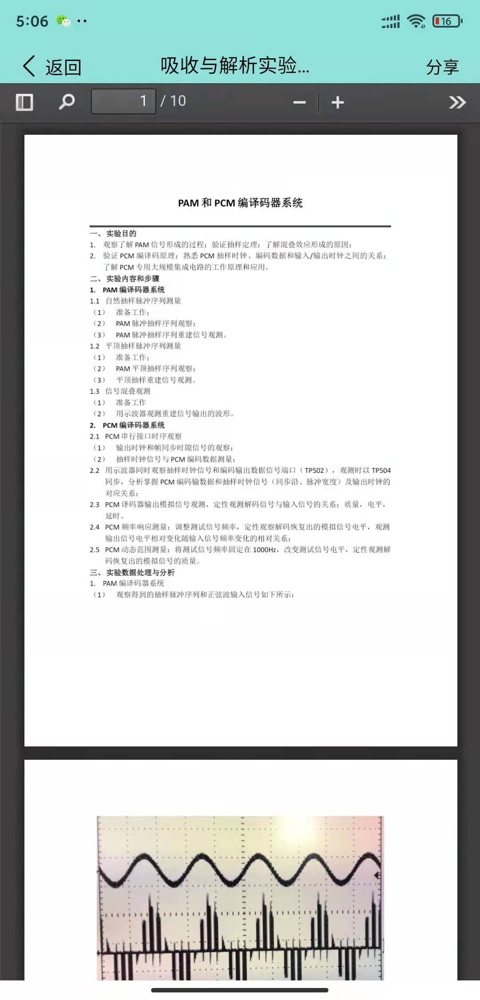 5:06
16
返回
吸收与解析实验...
分享
1 / 10
PAM 和 PCM 编译码器系统
一、实验目的
1. 观察了解 PAM 信号形成的过程；验证抽样定理；了解混叠效应形成的原因；
2. 验证 PCM 编译码原理；熟悉 PCM 抽样时钟、编码数据和输入/输出时钟之间的关系；
了解 PCM 专用大规模集成电路的工作原理和应用。
二、实验内容和步骤
1. PAM 编译码器系统
1.1 自然抽样脉冲序列测量
（1） 准备工作；
（2） PAM 脉冲抽样序列观察；
（3） PAM 脉冲抽样序列重建信号观测。
1.2 平顶抽样脉冲序列测量
（1） 准备工作；
（2） PAM 平顶抽样序列观察；
（3） 平顶抽样重建信号观测。
1.3 信号混叠观测
（1） 准备工作
（2） 用示波器观测重建信号输出的波形。
2. PCM 编译码器系统
2.1 PCM 串行接口时序观察
（1） 输出时钟和帧同步时隙信号的观察；
（2） 抽样时钟信号与 PCM 编码数据测量；
2.2 用示波器同时观察抽样时钟信号和编码输出数据信号端口（TP502），观测时以 TP504
同步，分析掌握 PCM 编码输数据和抽样时钟信号（同步沿、脉冲宽度）及输出时钟的
对应关系；
2.3 PCM 译码器输出模拟信号观测，定性观测解码信号与输入信号的关系：质量，电平，
延时。
2.4 PCM 频率响应测量：调整测试信号频率，定性观察解码恢复出的模拟信号电平，观测
输出信号电平相对变化随输入信号频率变化的相对关系；
2.5 PCM 动态范围测量：将测试信号频率固定在 1000Hz，改变测试信号电平，定性观测解
码恢复出的模拟信号的质量。
三、实验数据处理与分析
1. PAM 编译码器系统
（1） 观察得到的抽样脉冲序列和正弦波输入信号如下所示：